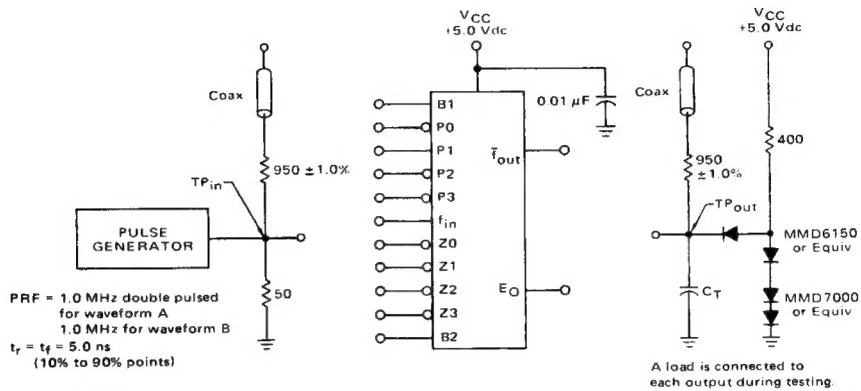 VCC
+5.0 Vdc
Coax
950 ±1.0%
TPin
PULSE
GENERATOR
50
PRF = 1.0 MHz double pulsed
for waveform A
1.0 MHz for waveform B
tr = tf = 5.0 ns
(10% to 90% points)
B1
P0
P1
P2
P3
fin
Z0
Z1
Z2
Z3
B2
f̅out
EO
0.01 µF
VCC
+5.0 Vdc
Coax
400
950
±1.0%
TPout
MMD6150
or Equiv
MMD7000
or Equiv
CT
A load is connected to
each output during testing.